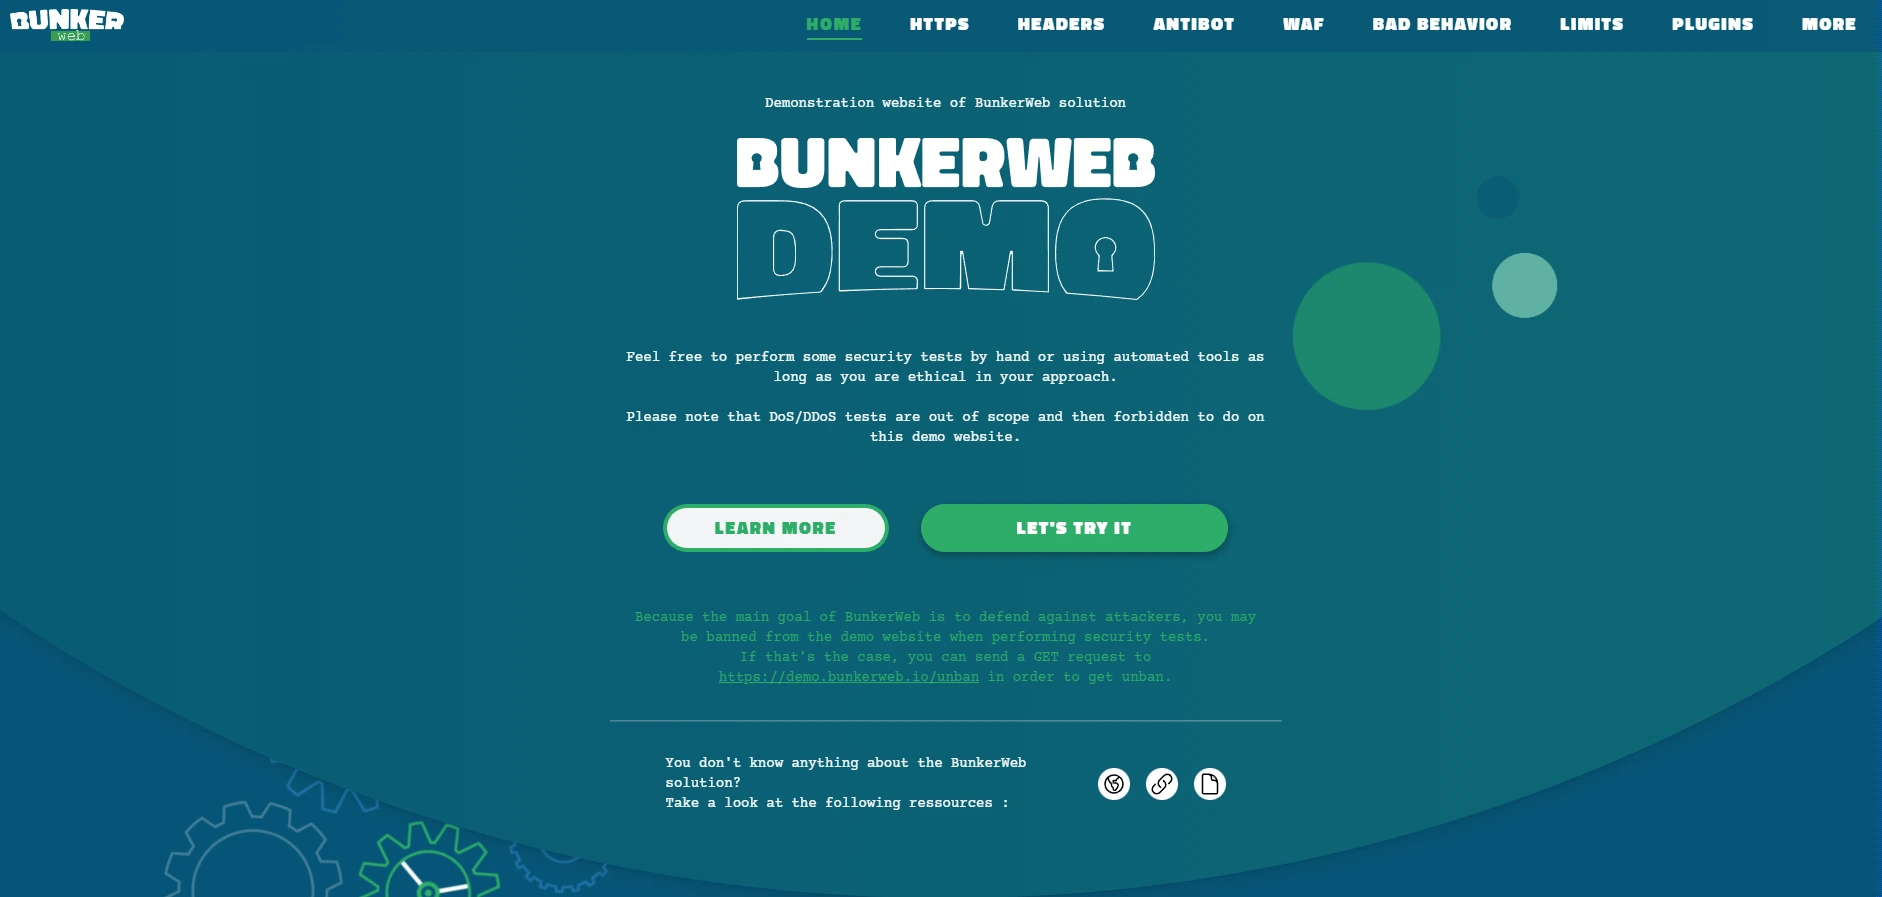 BUNKER
web
HOME
HTTPS
HEADERS
ANTIBOT
WAF
BAD BEHAVIOR
LIMITS
PLUGINS
MORE
Demonstration website of BunkerWeb solution
BUNKERWEB
DEMO
Feel free to perform some security tests by hand or using automated tools as
long as you are ethical in your approach.
Please note that DoS/DDoS tests are out of scope and then forbidden to do on
this demo website.
LEARN MORE
LET'S TRY IT
Because the main goal of BunkerWeb is to defend against attackers, you may
be banned from the demo website when performing security tests.
If that's the case, you can send a GET request to
https://demo.bunkerweb.io/unban in order to get unban.
You don't know anything about the BunkerWeb
solution?
Take a look at the following ressources :